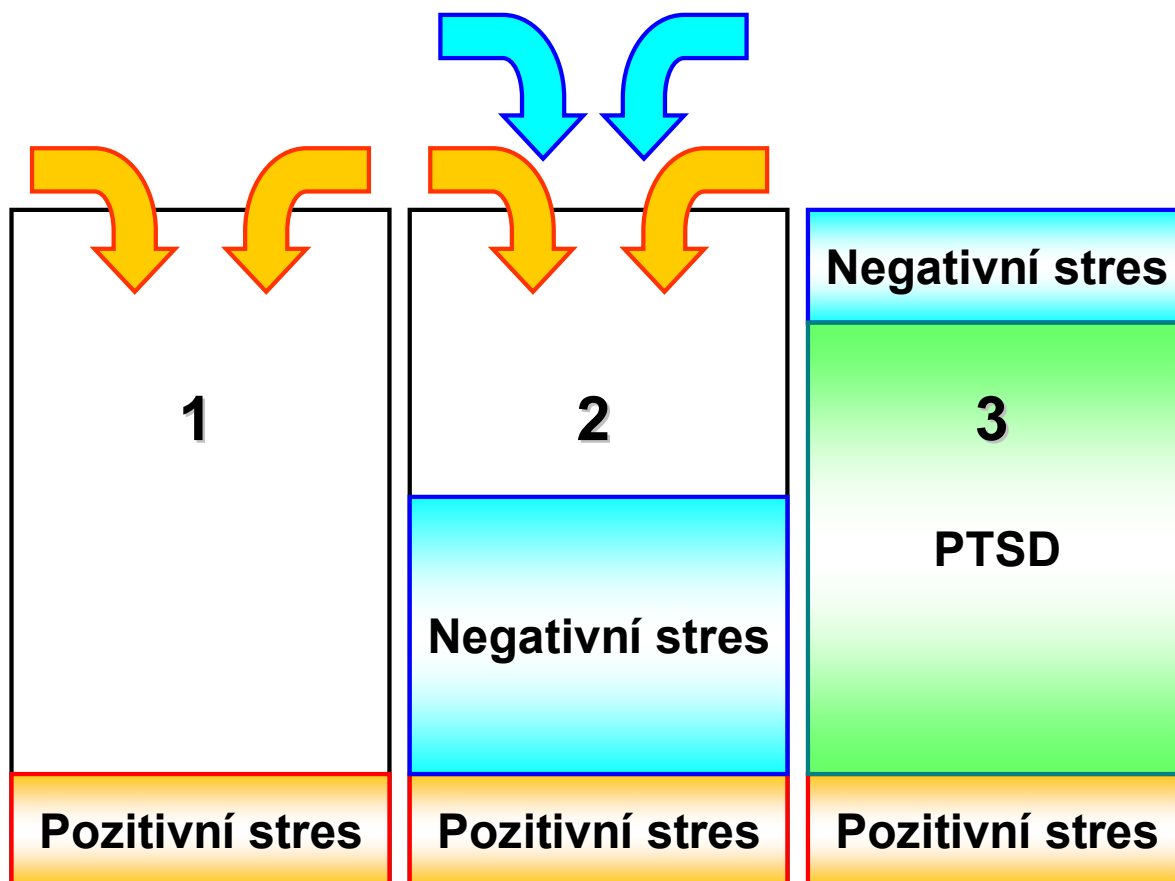 Negativní stres
1
2
3
PTSD
Negativní stres
Pozitivní stres
Pozitivní stres
Pozitivní stres